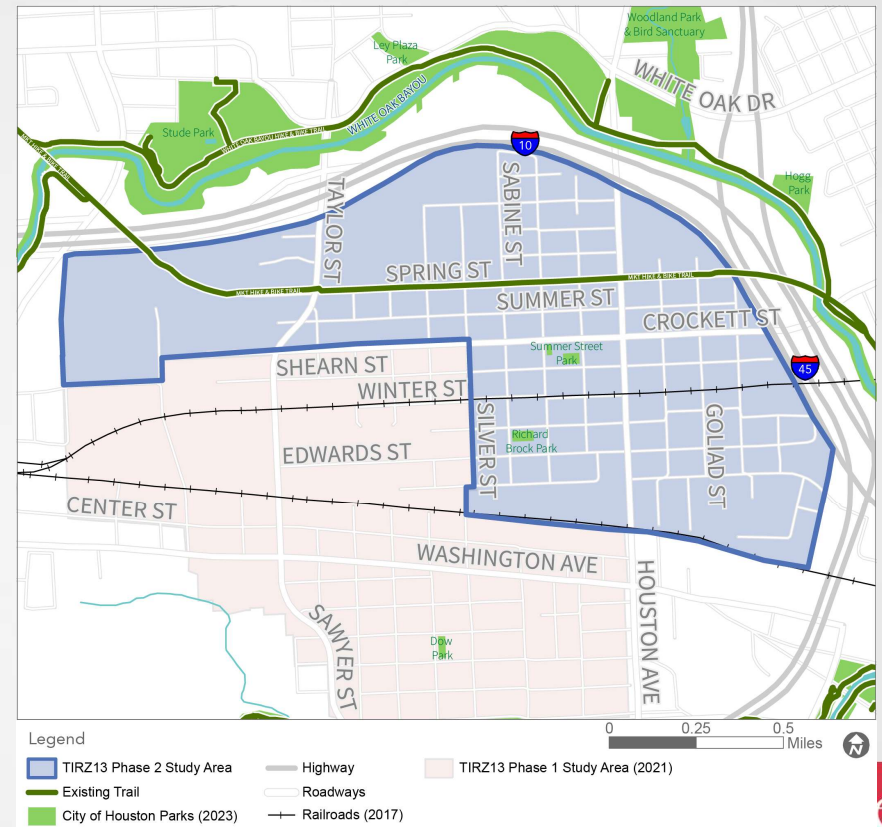 Woodland Park
& Bird Sanctuary
Ley Plaza
Park
WHITE OAK DR
WHITE OAK BAYOU
10
Stude Park
WHITE OAK BAYOU HIKE & BIKE TRAIL
MKT HIKE & BIKE TRAIL
Hogg
Park
TAYLOR ST
SABINE ST
SPRING ST
MKT HIKE & BIKE TRAIL
MKT HIKE & BIKE TRAIL
SUMMER ST
CROCKETT ST
Summer Street
Park
SHEARN ST
45
WINTER ST
SILVER ST
GOLIAD ST
Richard
Brock Park
EDWARDS ST
CENTER ST
WASHINGTON AVE
HOUSTON AVE
SAWYER ST
Dow
Park
Legend
0 0.25 0.5
Miles
N
TIRZ13 Phase 2 Study Area
Highway
TIRZ13 Phase 1 Study Area (2021)
Existing Trail
Roadways
City of Houston Parks (2023)
Railroads (2017)